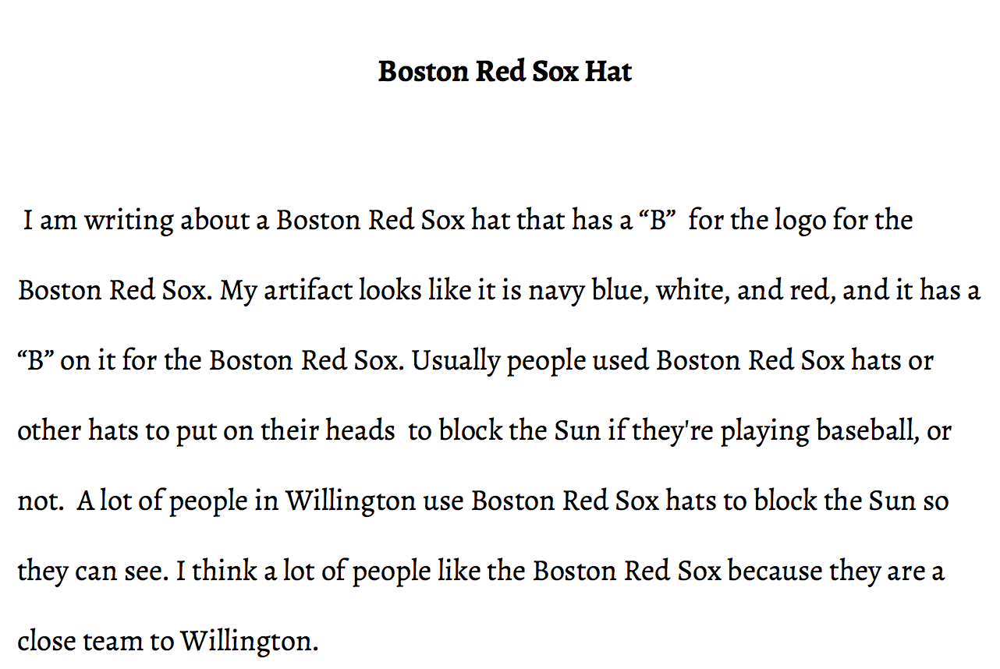 Boston Red Sox Hat
I am writing about a Boston Red Sox hat that has a “B”  for the logo for the
Boston Red Sox. My artifact looks like it is navy blue, white, and red, and it has a
“B” on it for the Boston Red Sox. Usually people used Boston Red Sox hats or
other hats to put on their heads  to block the Sun if they're playing baseball, or
not.  A lot of people in Willington use Boston Red Sox hats to block the Sun so
they can see. I think a lot of people like the Boston Red Sox because they are a
close team to Willington.